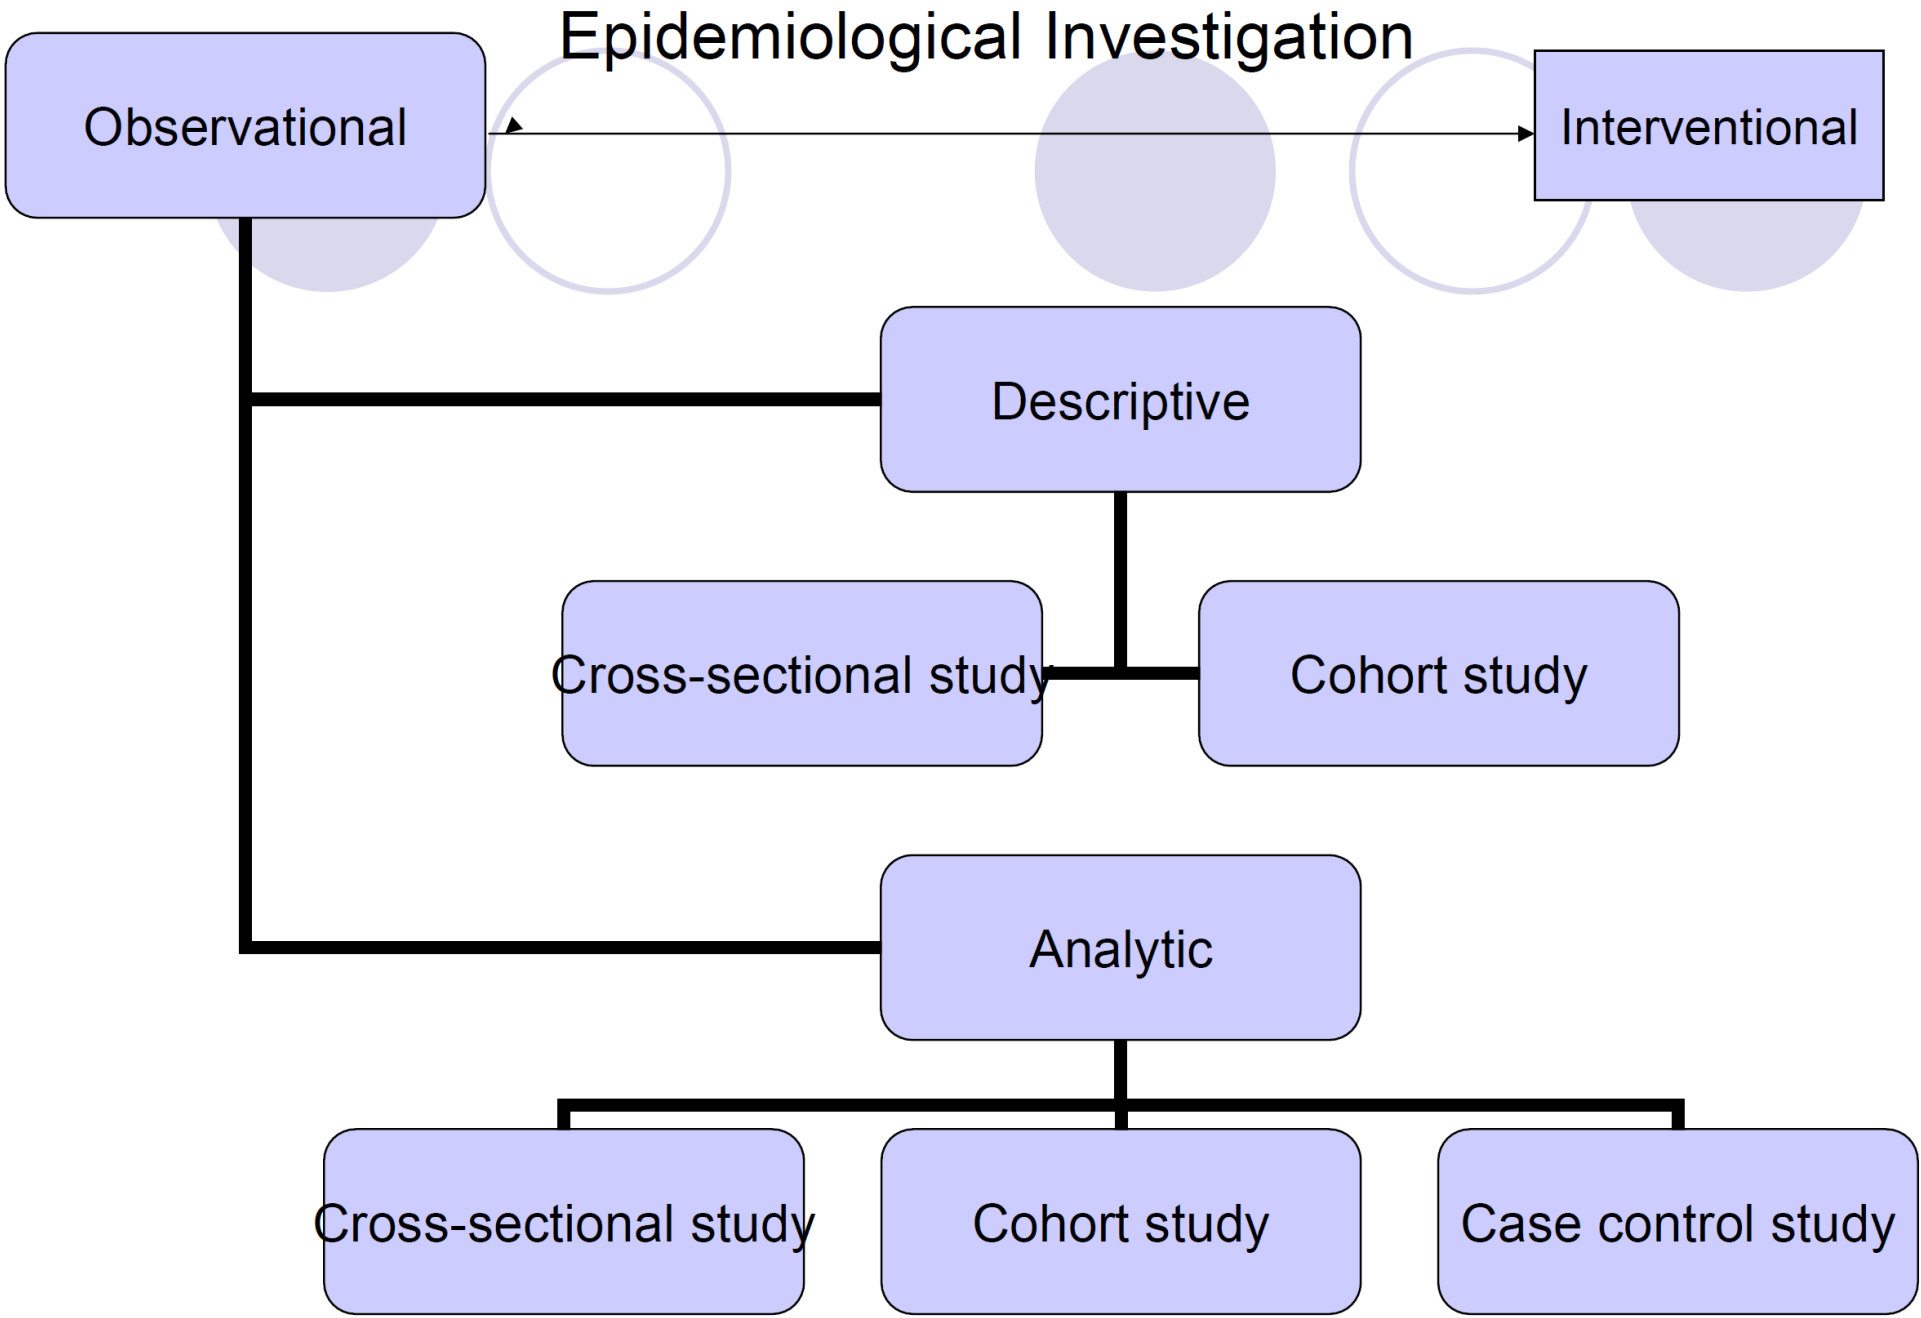 Epidemiological Investigation
Observational
Interventional
Descriptive
Cross-sectional study
Cohort study
Analytic
Cross-sectional study
Cohort study
Case control study